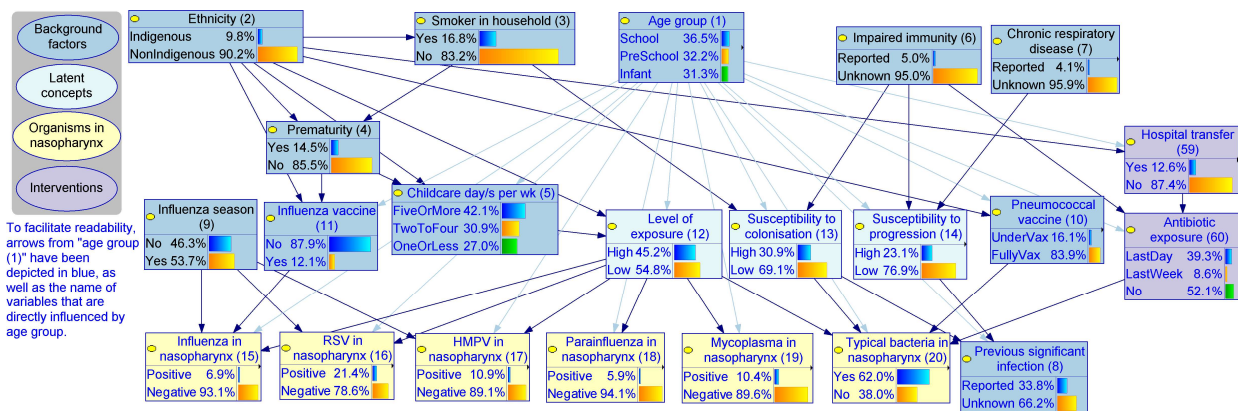 Background
factors
Latent
concepts
Organisms in
nasopharynx
Interventions
To facilitate readability,
arrows from "age group
(1)" have been
depicted in blue, as
well as the name of
variables that are
directly influenced by
age group.
Ethnicity (2)
Indigenous 9.8%
NonIndigenous 90.2%
Smoker in household (3)
Yes 16.8%
No 83.2%
Age group (1)
School 36.5%
PreSchool 32.2%
Infant 31.3%
Impaired immunity (6)
Reported 5.0%
Unknown 95.0%
Chronic respiratory
disease (7)
Reported 4.1%
Unknown 95.9%
Prematurity (4)
Yes 14.5%
No 85.5%
Hospital transfer
(59)
Yes 12.6%
No 87.4%
Childcare day/s per wk (5)
FiveOrMore 42.1%
TwoToFour 30.9%
OneOrLess 27.0%
Influenza season
(9)
No 46.3%
Yes 53.7%
Influenza vaccine
(11)
No 87.9%
Yes 12.1%
Level of
exposure (12)
High 45.2%
Low 54.8%
Susceptibility to
colonisation (13)
High 30.9%
Low 69.1%
Susceptibility to
progression (14)
High 23.1%
Low 76.9%
Pneumococcal
vaccine (10)
UnderVax 16.1%
FullyVax 83.9%
Antibiotic
exposure (60)
LastDay 39.3%
LastWeek 8.6%
No 52.1%
Influenza in
nasopharynx (15)
Positive 6.9%
Negative 93.1%
RSV in
nasopharynx (16)
Positive 21.4%
Negative 78.6%
HMPV in
nasopharynx (17)
Positive 10.9%
Negative 89.1%
Parainfluenza in
nasopharynx (18)
Positive 5.9%
Negative 94.1%
Mycoplasma in
nasopharynx (19)
Positive 10.4%
Negative 89.6%
Typical bacteria in
nasopharynx (20)
Yes 62.0%
No 38.0%
Previous significant
infection (8)
Reported 33.8%
Unknown 66.2%